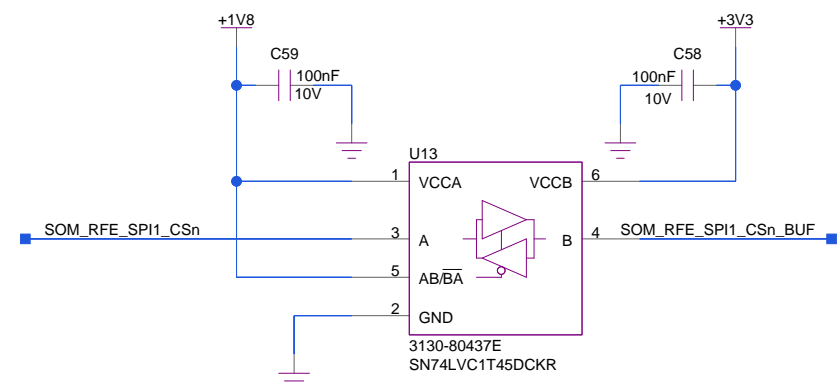 +1V8
+3V3
C59
C58
100nF
100nF
10V
10V
U13
1
VCCA
VCCB
6
SOM_RFE_SPI1_CSn
3
A
B
4
SOM_RFE_SPI1_CSn_BUF
5
AB/BA
2
GND
3130-80437E
SN74LVC1T45DCKR